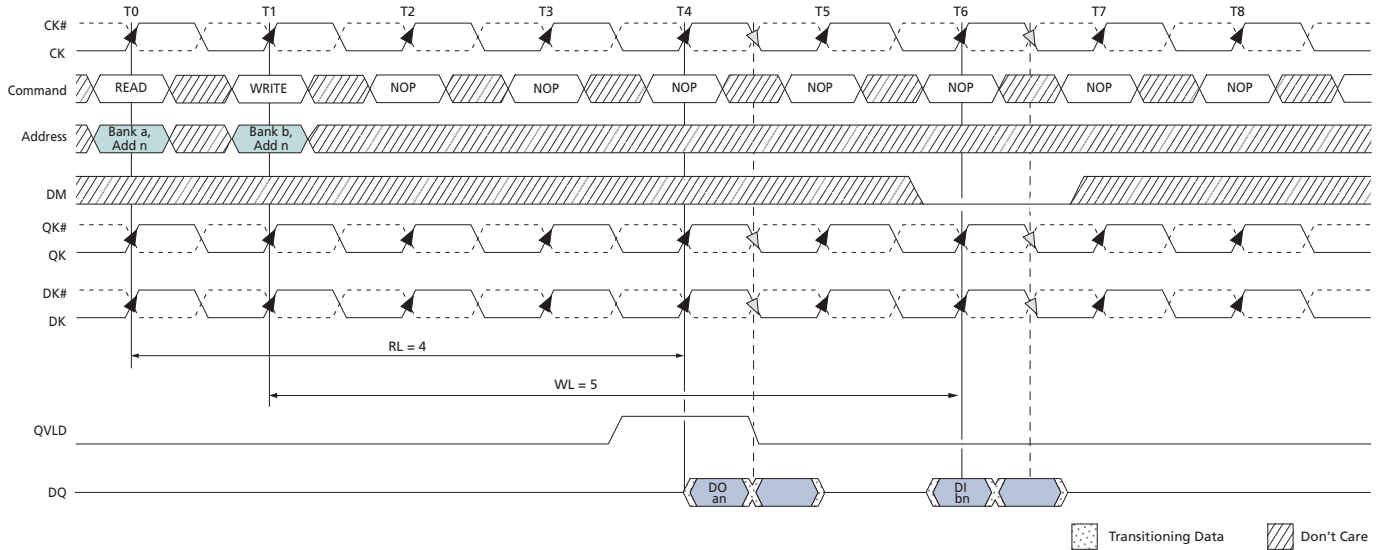 T0 T1 T2 T3 T4 T5 T6 T7 T8
CK#
CK
Command READ WRITE NOP NOP NOP NOP NOP NOP NOP
Address Bank a, Add n Bank b, Add n
DM
QK#
QK
DK#
DK
RL = 4
WL = 5
QVLD
DQ DO an DI bn
Transitioning Data Don't Care